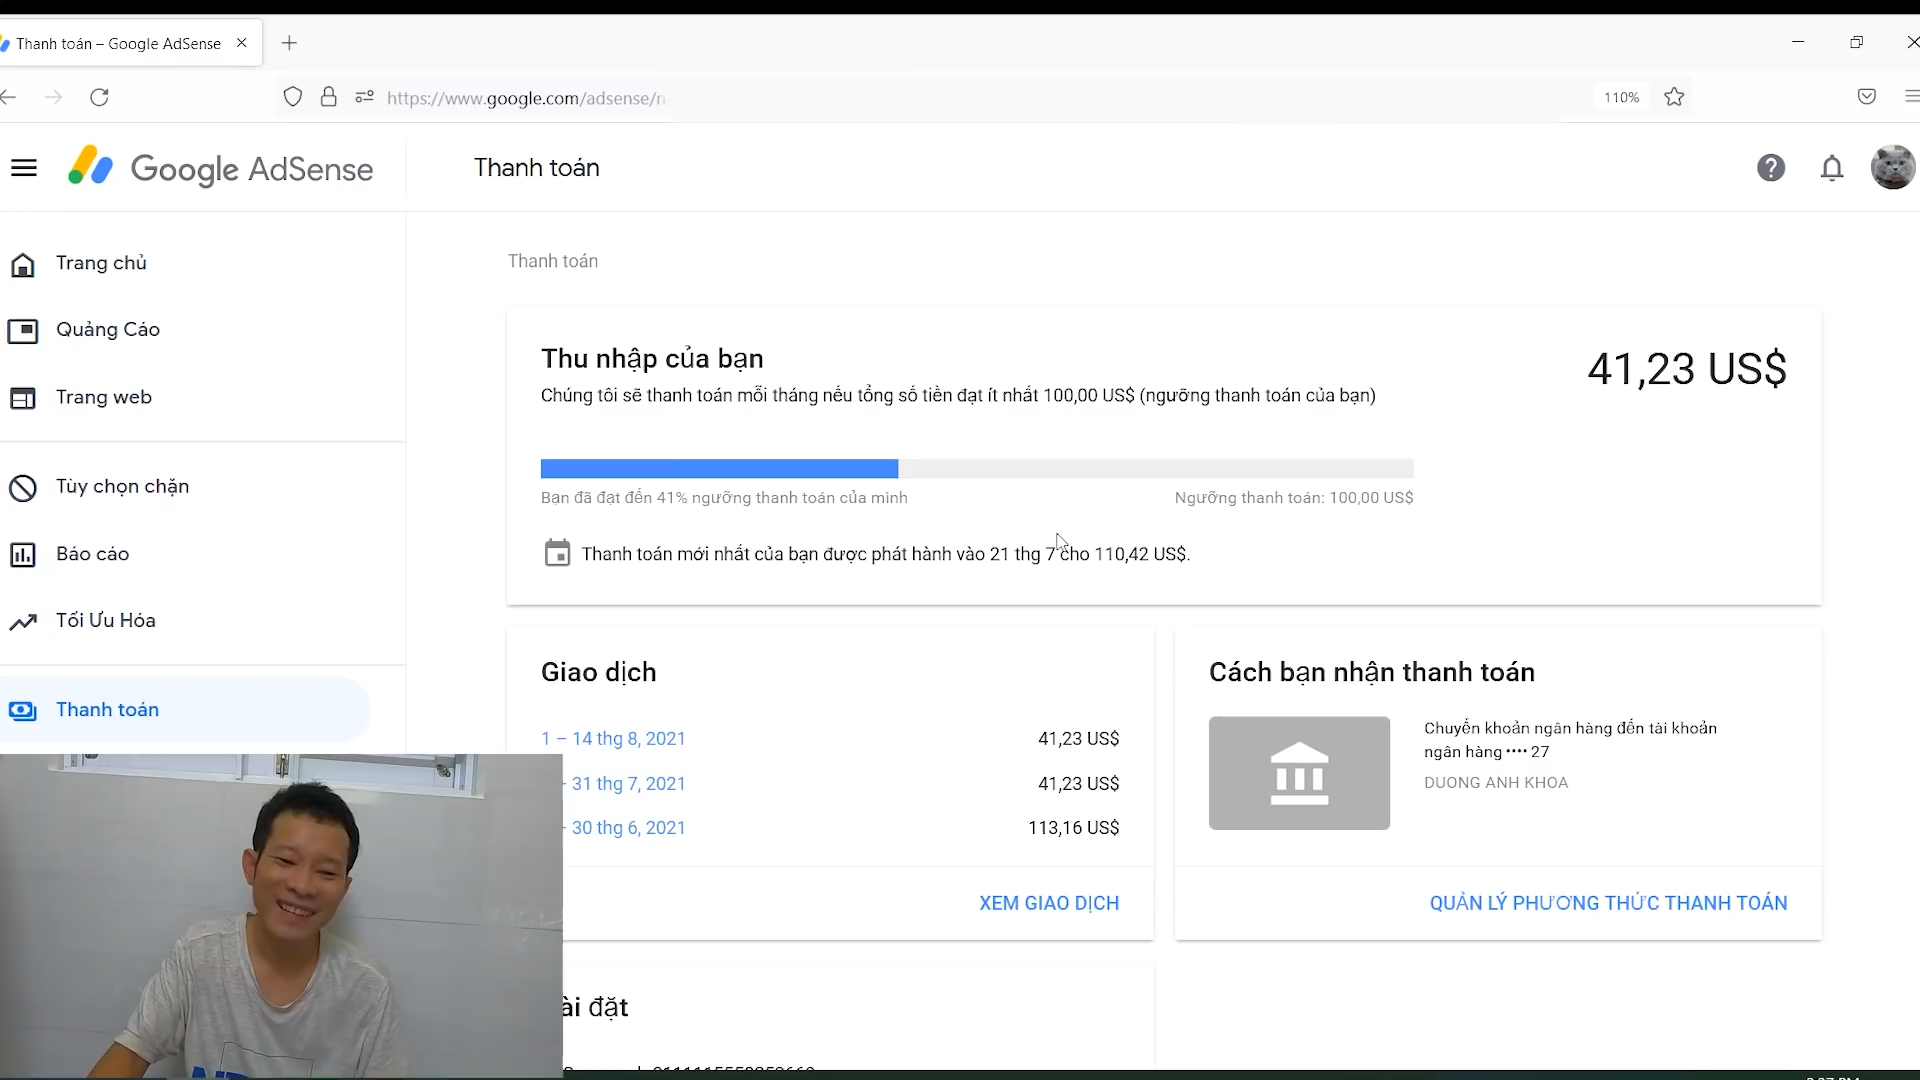 Thanh toán – Google AdSense
https://www.google.com/adsense/n
110%
Google AdSense
Thanh toán
Trang chủ
Quảng Cáo
Trang web
Tùy chọn chặn
Báo cáo
Tối Ưu Hóa
Thanh toán
Thanh toán
Thu nhập của bạn
41,23 US$
Chúng tôi sẽ thanh toán mỗi tháng nếu tổng số tiền đạt ít nhất 100,00 US$ (ngưỡng thanh toán của bạn)
Bạn đã đạt đến 41% ngưỡng thanh toán của mình
Ngưỡng thanh toán: 100,00 US$
Thanh toán mới nhất của bạn được phát hành vào 21 thg 7 cho 110,42 US$.
Giao dịch
1 – 14 thg 8, 2021 41,23 US$
- 31 thg 7, 2021 41,23 US$
- 30 thg 6, 2021 113,16 US$
XEM GIAO DỊCH
Cách bạn nhận thanh toán
Chuyển khoản ngân hàng đến tài khoản
ngân hàng •••• 27
DUONG ANH KHOA
QUẢN LÝ PHƯƠNG THỨC THANH TOÁN
ài đặt